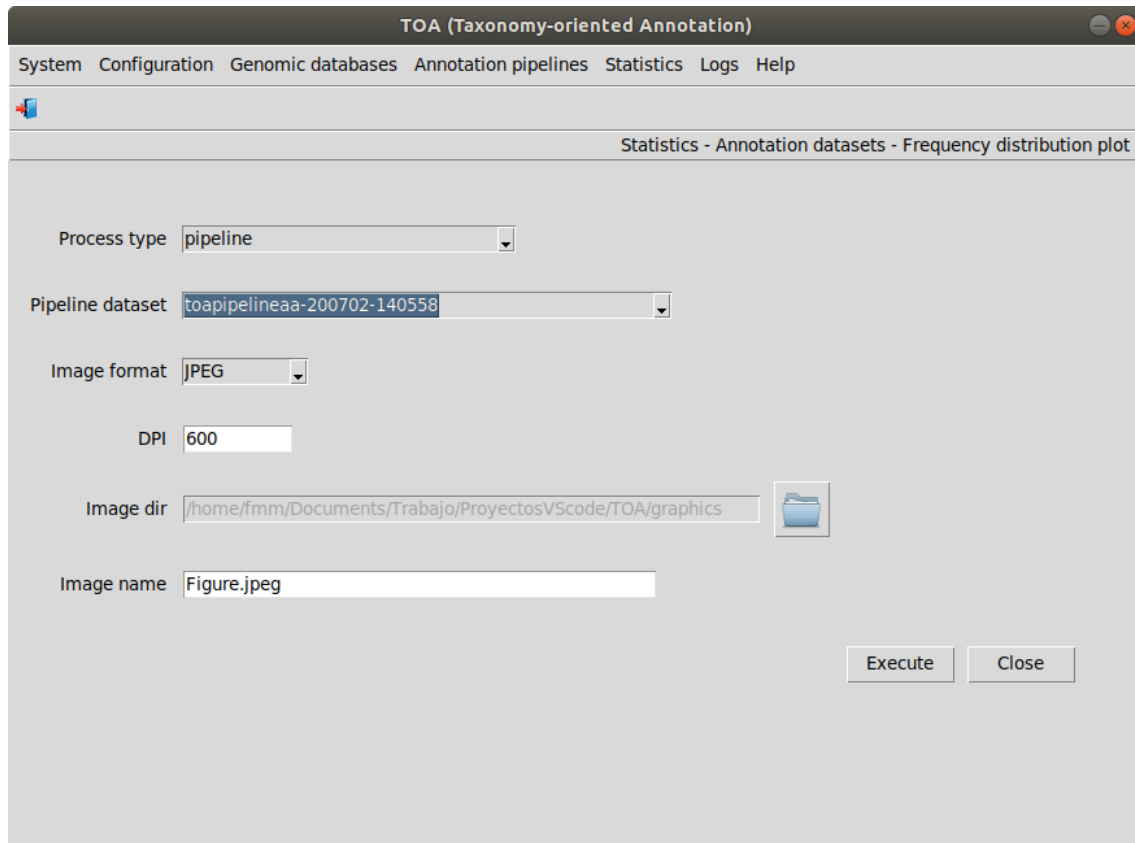 TOA (Taxonomy-oriented Annotation)
System Configuration Genomic databases Annotation pipelines Statistics Logs Help
Statistics - Annotation datasets - Frequency distribution plot
Process type pipeline
Pipeline dataset toapipelineaa-200702-140558
Image format JPEG
DPI 600
Image dir /home/fmm/Documents/Trabajo/ProyectosVScode/TOA/graphics
Image name Figure.jpeg
Execute Close